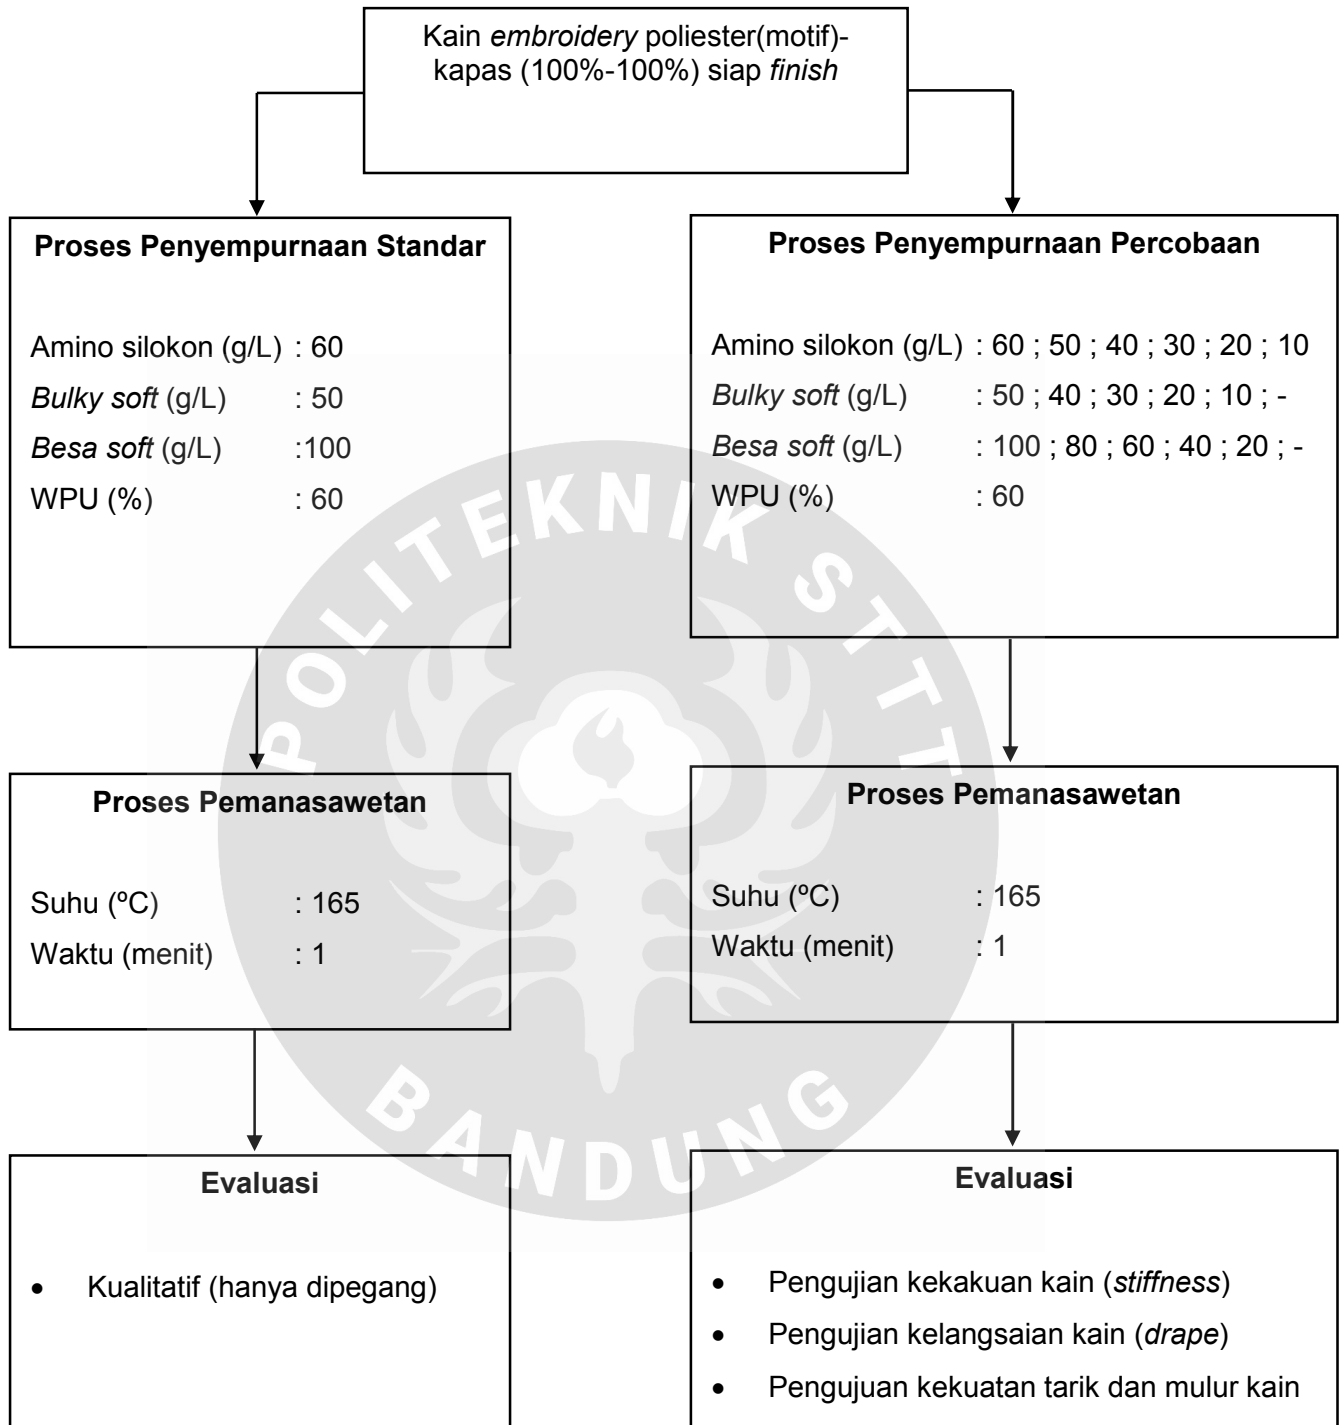 Kain embroidery poliester(motif)-
kapas (100%-100%) siap finish
Proses Penyempurnaan Standar
Amino silokon (g/L) : 60
Bulky soft (g/L) : 50
Besa soft (g/L) :100
WPU (%) : 60
Proses Penyempurnaan Percobaan
Amino silokon (g/L) : 60 ; 50 ; 40 ; 30 ; 20 ; 10
Bulky soft (g/L) : 50 ; 40 ; 30 ; 20 ; 10 ; -
Besa soft (g/L) : 100 ; 80 ; 60 ; 40 ; 20 ; -
WPU (%) : 60
POLITEKNIK STTT
BANDUNG
Proses Pemanasawetan
Suhu (ºC) : 165
Waktu (menit) : 1
Proses Pemanasawetan
Suhu (ºC) : 165
Waktu (menit) : 1
Evaluasi
• Kualitatif (hanya dipegang)
Evaluasi
• Pengujian kekakuan kain (stiffness)
• Pengujian kelangsaian kain (drape)
• Pengujuan kekuatan tarik dan mulur kain